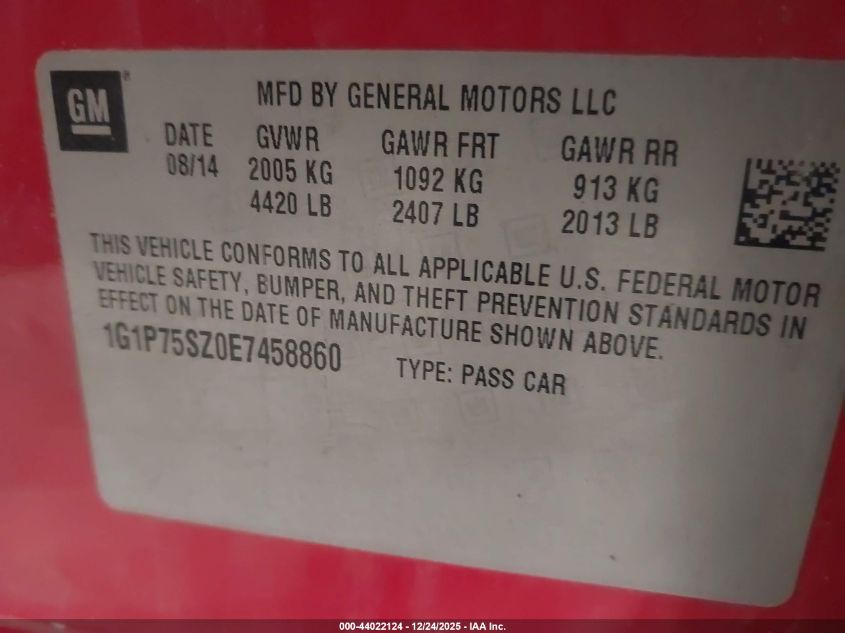 GM
MFD BY GENERAL MOTORS LLC
DATE GVWR GAWR FRT GAWR RR
08/14 2005 KG 1092 KG 913 KG
4420 LB 2407 LB 2013 LB
THIS VEHICLE CONFORMS TO ALL APPLICABLE U.S. FEDERAL MOTOR
VEHICLE SAFETY, BUMPER, AND THEFT PREVENTION STANDARDS IN
EFFECT ON THE DATE OF MANUFACTURE SHOWN ABOVE.
1G1P75SZ0E7458860 TYPE: PASS CAR
000-44022124 - 12/24/2025 - IAA Inc.